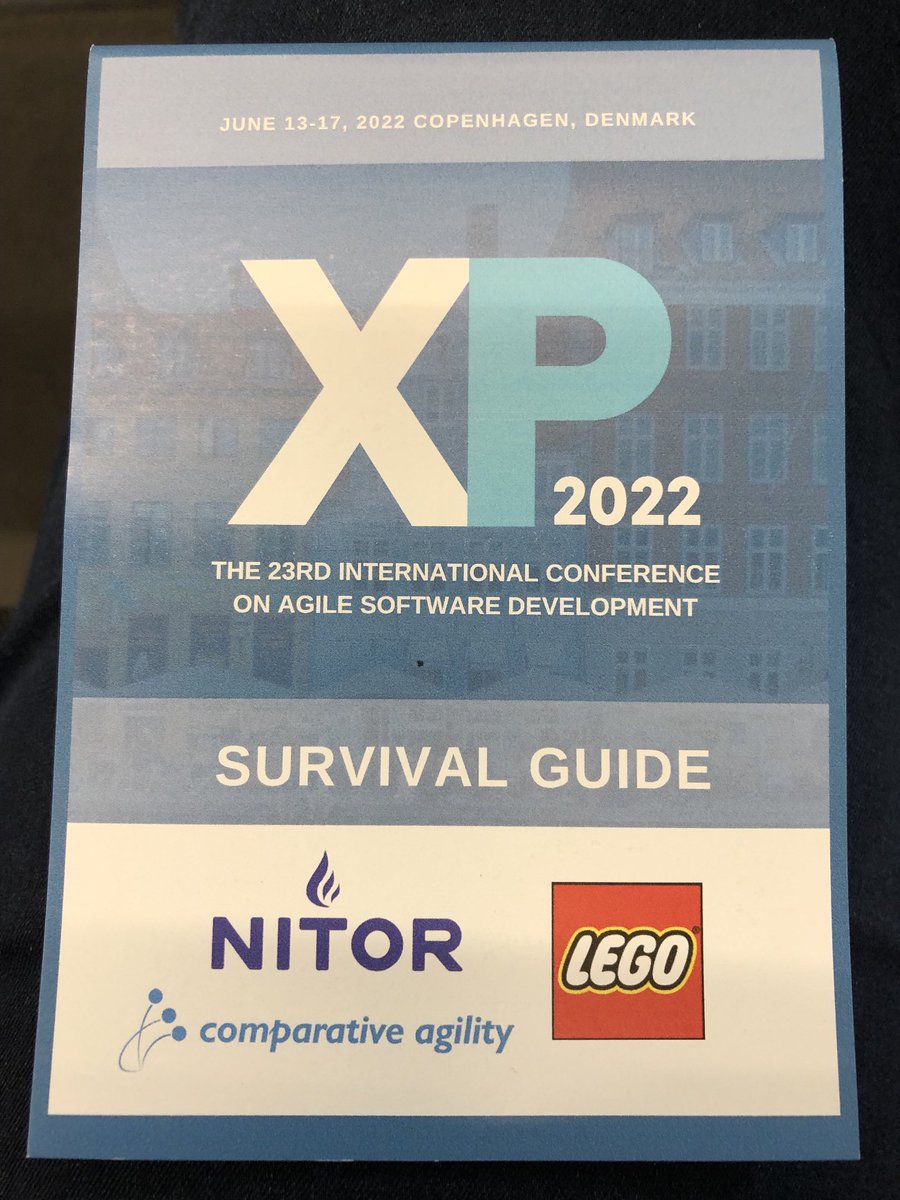 JUNE 13-17, 2022 COPENHAGEN, DENMARK
XP 2022
THE 23RD INTERNATIONAL CONFERENCE
ON AGILE SOFTWARE DEVELOPMENT
SURVIVAL GUIDE
NITOR
LEGO®
comparative agility